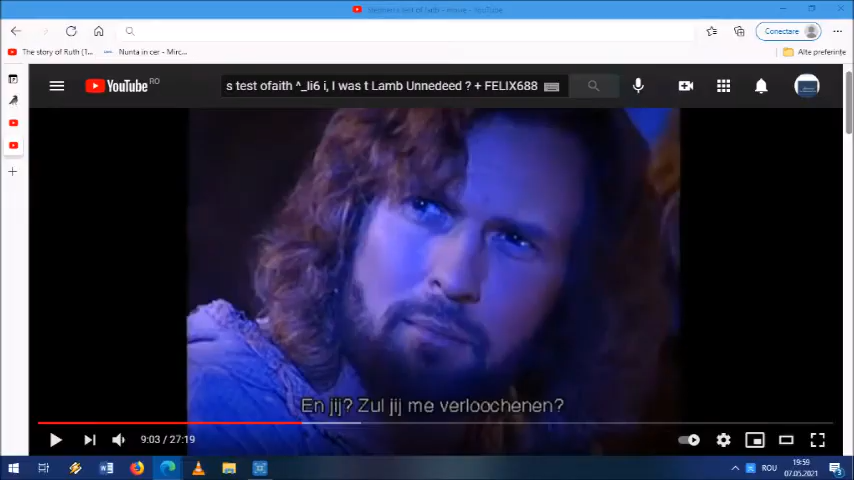 The story of Ruth (T...
Nunta in cer - Mirc...
Conectare
Alte preferințe
YouTube RO
s test ofaith ^_li6 i, I was t Lamb Unnedeed ? + FELIX688
En jij? Zul jij me verloochenen?
9:03 / 27:19
ROU
19:59
07.05.2021